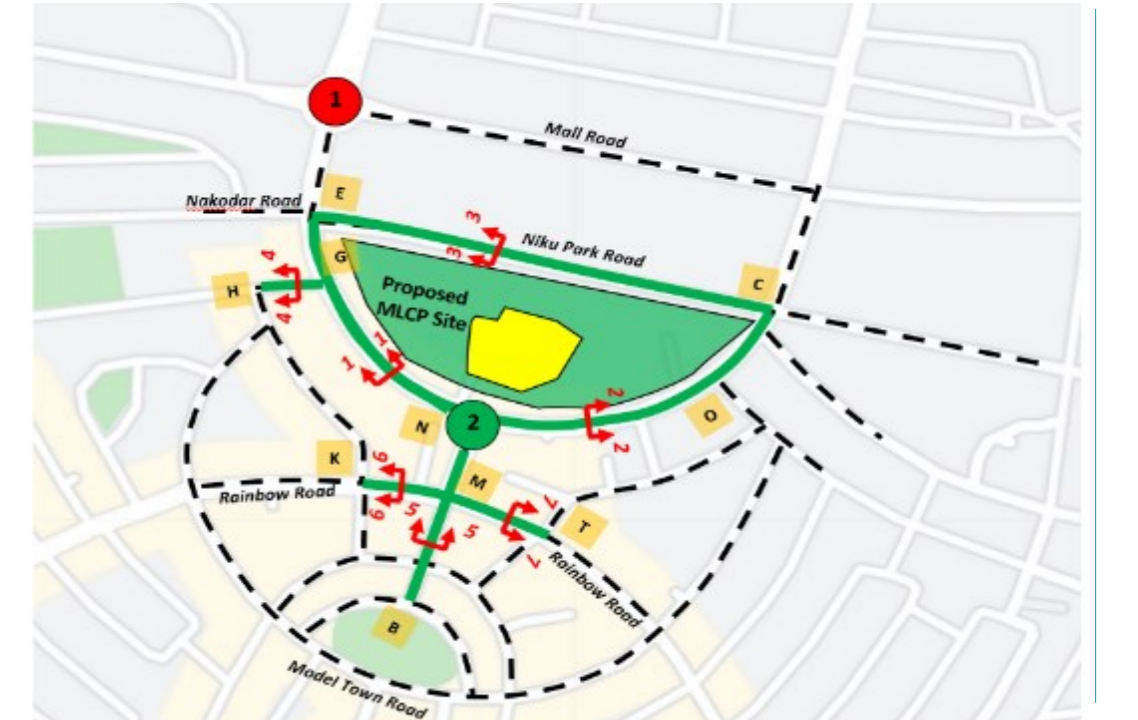 1
Mall Road
Nakodar Road
E
3
3
Niku Park Road
G
4
H
4
C
Proposed
MLCP Site
1
1
2
2
O
N
2
M
K
6
6
Rainbow Road
5
5
7
7
T
Rainbow Road
B
Model Town Road